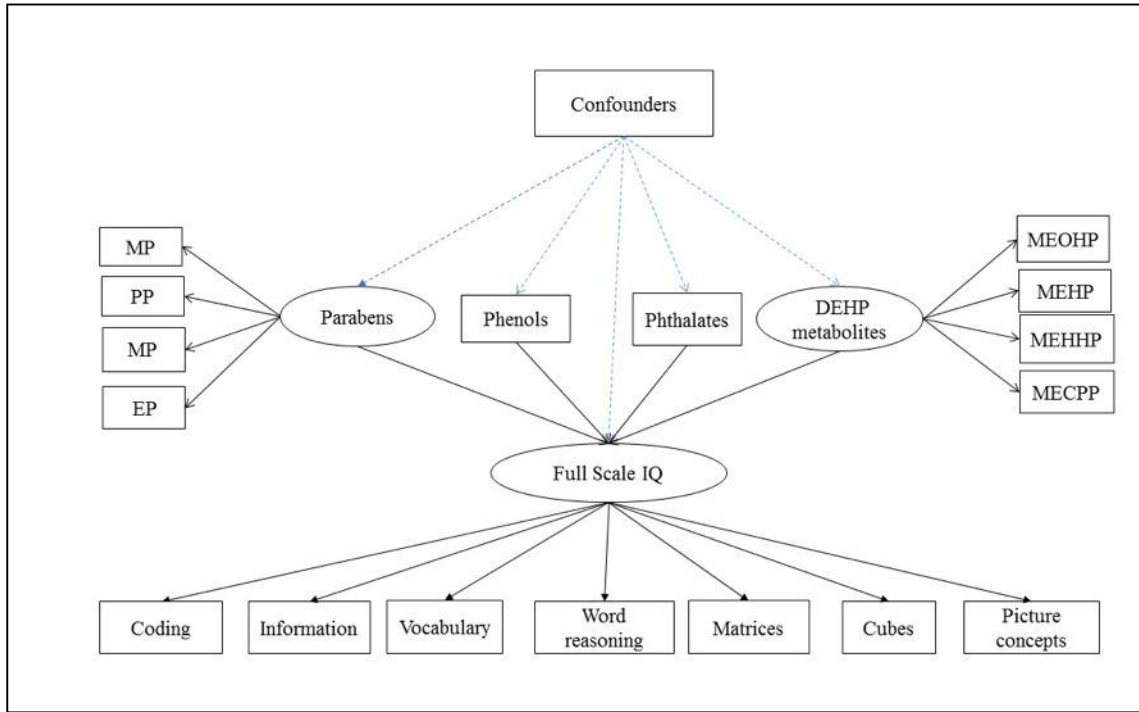 Confounders
MP
PP
MP
EP
Parabens
Phenols
Phthalates
DEHP
metabolites
MEOHP
MEHP
MEHHP
MECPP
Full Scale IQ
Coding
Information
Vocabulary
Word
reasoning
Matrices
Cubes
Picture
concepts